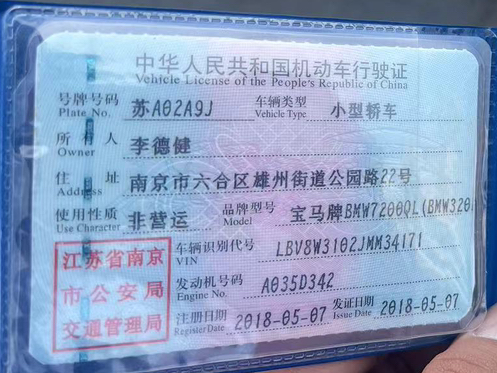 中华人民共和国机动车行驶证
Vehicle License of the People's Republic of China
号牌号码 苏A02A9J 车辆类型 小型轿车
Plate No. Vehicle Type
所有人 李德健
Owner
住址 南京市六合区雄州街道公园路22号
Address
使用性质 非营运 品牌型号 宝马牌BMW7200QL(BMW320
Use Character Model
江苏省南京
市公安局
交通管理局
车辆识别代号 LBV8W3102JMM34171
VIN
发动机号码 A035D342
Engine No.
注册日期 2018-05-07 发证日期 2018-05-07
Register Date Issue Date